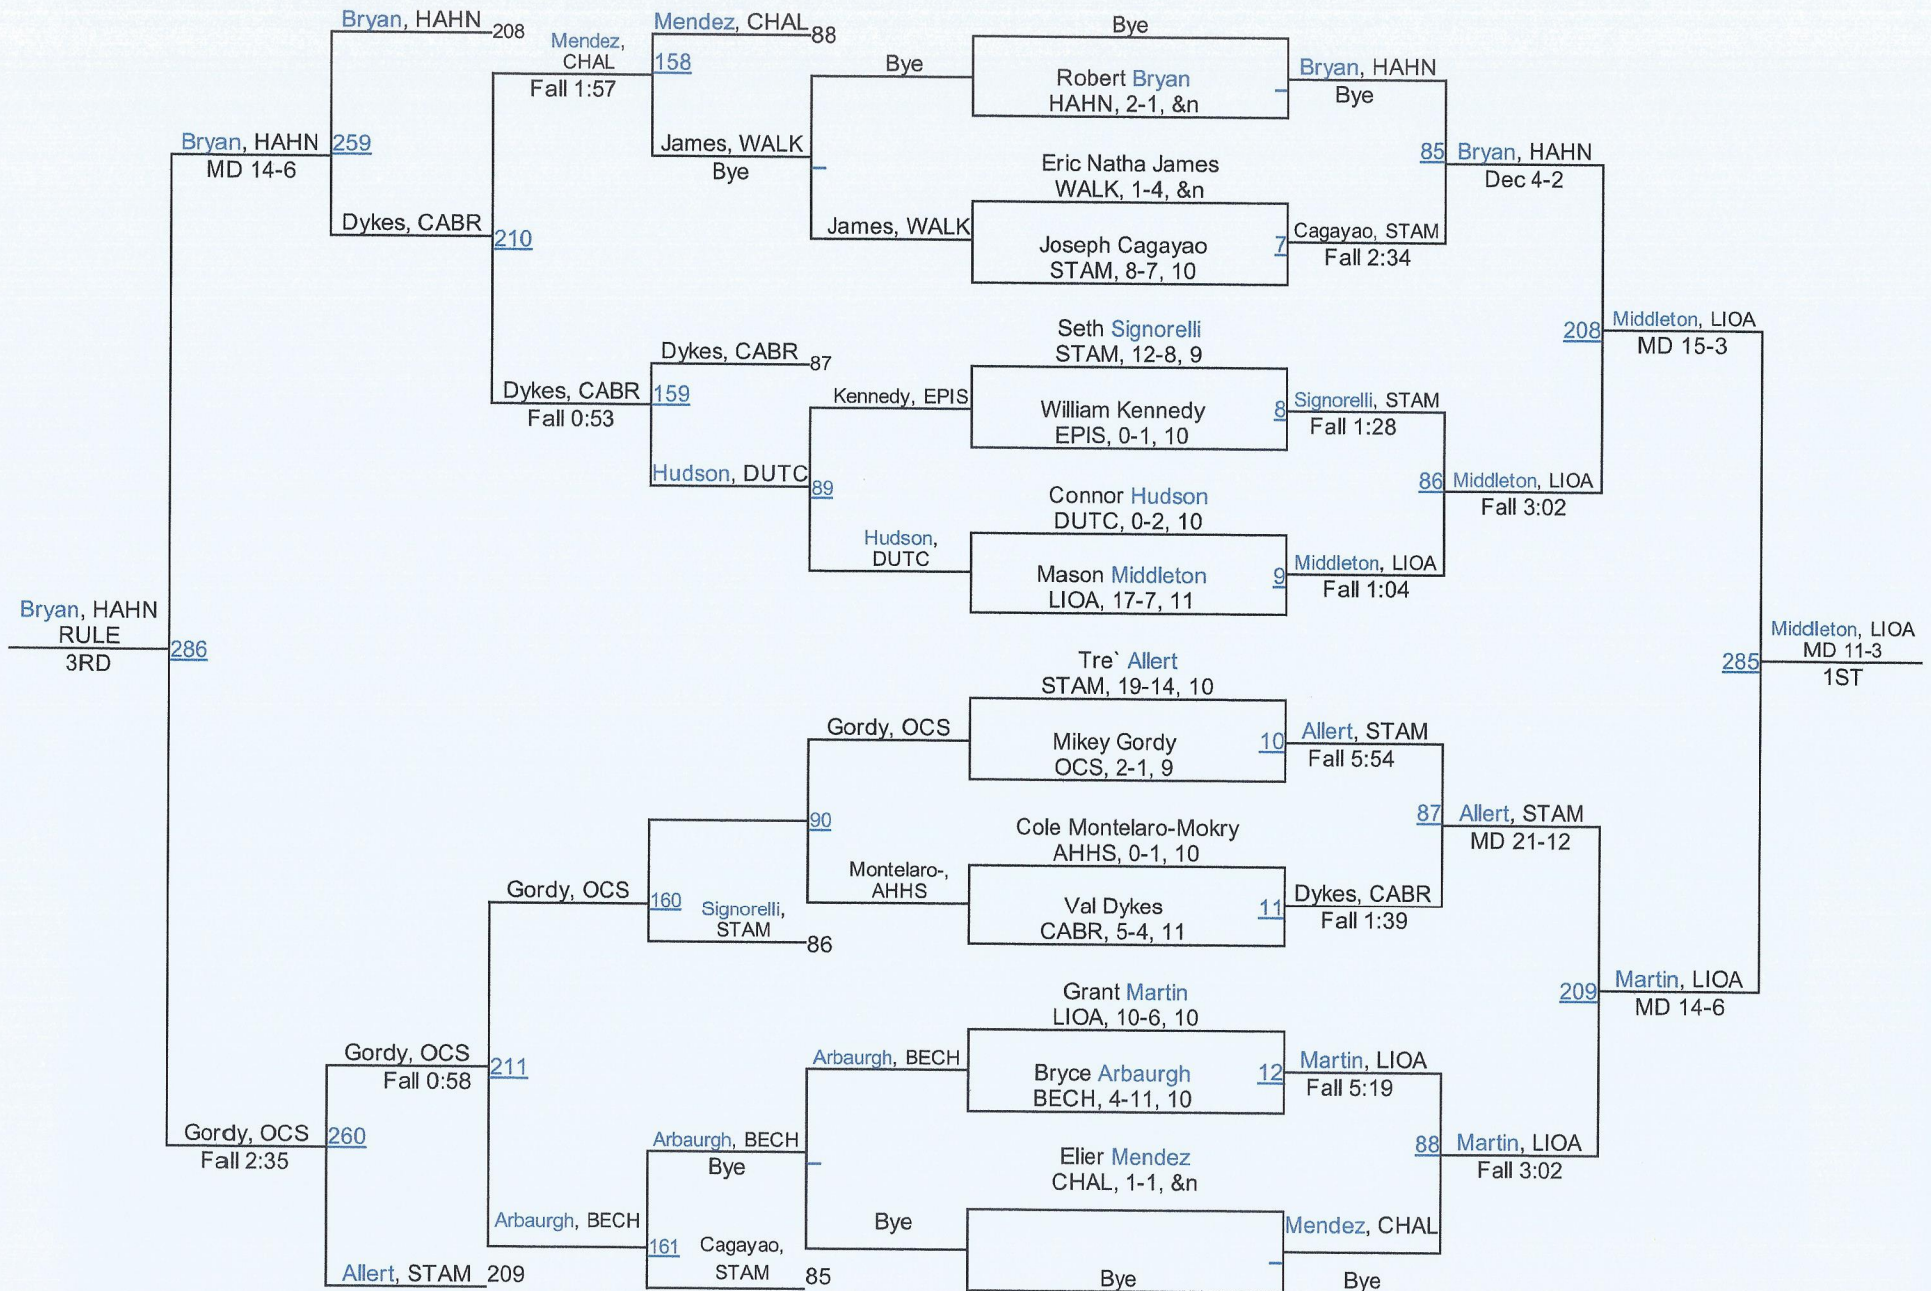 Bryan, HAHN
208
Mendez, CHAL
88
Bye
Mendez,
CHAL
158
Fall 1:57
Bye
Robert Bryan
HAHN, 2-1, &n
Bryan, HAHN
Bye
Bryan, HAHN
259
MD 14-6
James, WALK
Bye
Eric Natha James
WALK, 1-4, &n
85
Bryan, HAHN
Dec 4-2
Dykes, CABR
210
James, WALK
Joseph Cagayao
STAM, 8-7, 10
7
Cagayao, STAM
Fall 2:34
Seth Signorelli
STAM, 12-8, 9
208
Middleton, LIOA
MD 15-3
Dykes, CABR
87
Dykes, CABR
159
Fall 0:53
Kennedy, EPIS
William Kennedy
EPIS, 0-1, 10
8
Signorelli, STAM
Fall 1:28
Hudson, DUTC
89
Connor Hudson
DUTC, 0-2, 10
86
Middleton, LIOA
Fall 3:02
Hudson,
DUTC
Mason Middleton
LIOA, 17-7, 11
9
Middleton, LIOA
Fall 1:04
Bryan, HAHN
RULE
3RD
286
Tre` Allert
STAM, 19-14, 10
285
Middleton, LIOA
MD 11-3
1ST
Gordy, OCS
Mikey Gordy
OCS, 2-1, 9
10
Allert, STAM
Fall 5:54
90
Cole Montelaro-Mokry
AHHS, 0-1, 10
87
Allert, STAM
MD 21-12
Gordy, OCS
160
Signorelli,
STAM
86
Montelaro-,
AHHS
Val Dykes
CABR, 5-4, 11
11
Dykes, CABR
Fall 1:39
Grant Martin
LIOA, 10-6, 10
209
Martin, LIOA
MD 14-6
Gordy, OCS
Fall 0:58
211
Arbaurgh, BECH
Bryce Arbaurgh
BECH, 4-11, 10
12
Martin, LIOA
Fall 5:19
Gordy, OCS
260
Fall 2:35
Arbaurgh, BECH
Bye
Elier Mendez
CHAL, 1-1, &n
88
Martin, LIOA
Fall 3:02
Arbaurgh, BECH
161
Cagayao,
STAM
85
Bye
Mendez, CHAL
Bye
Allert, STAM
209
Bye